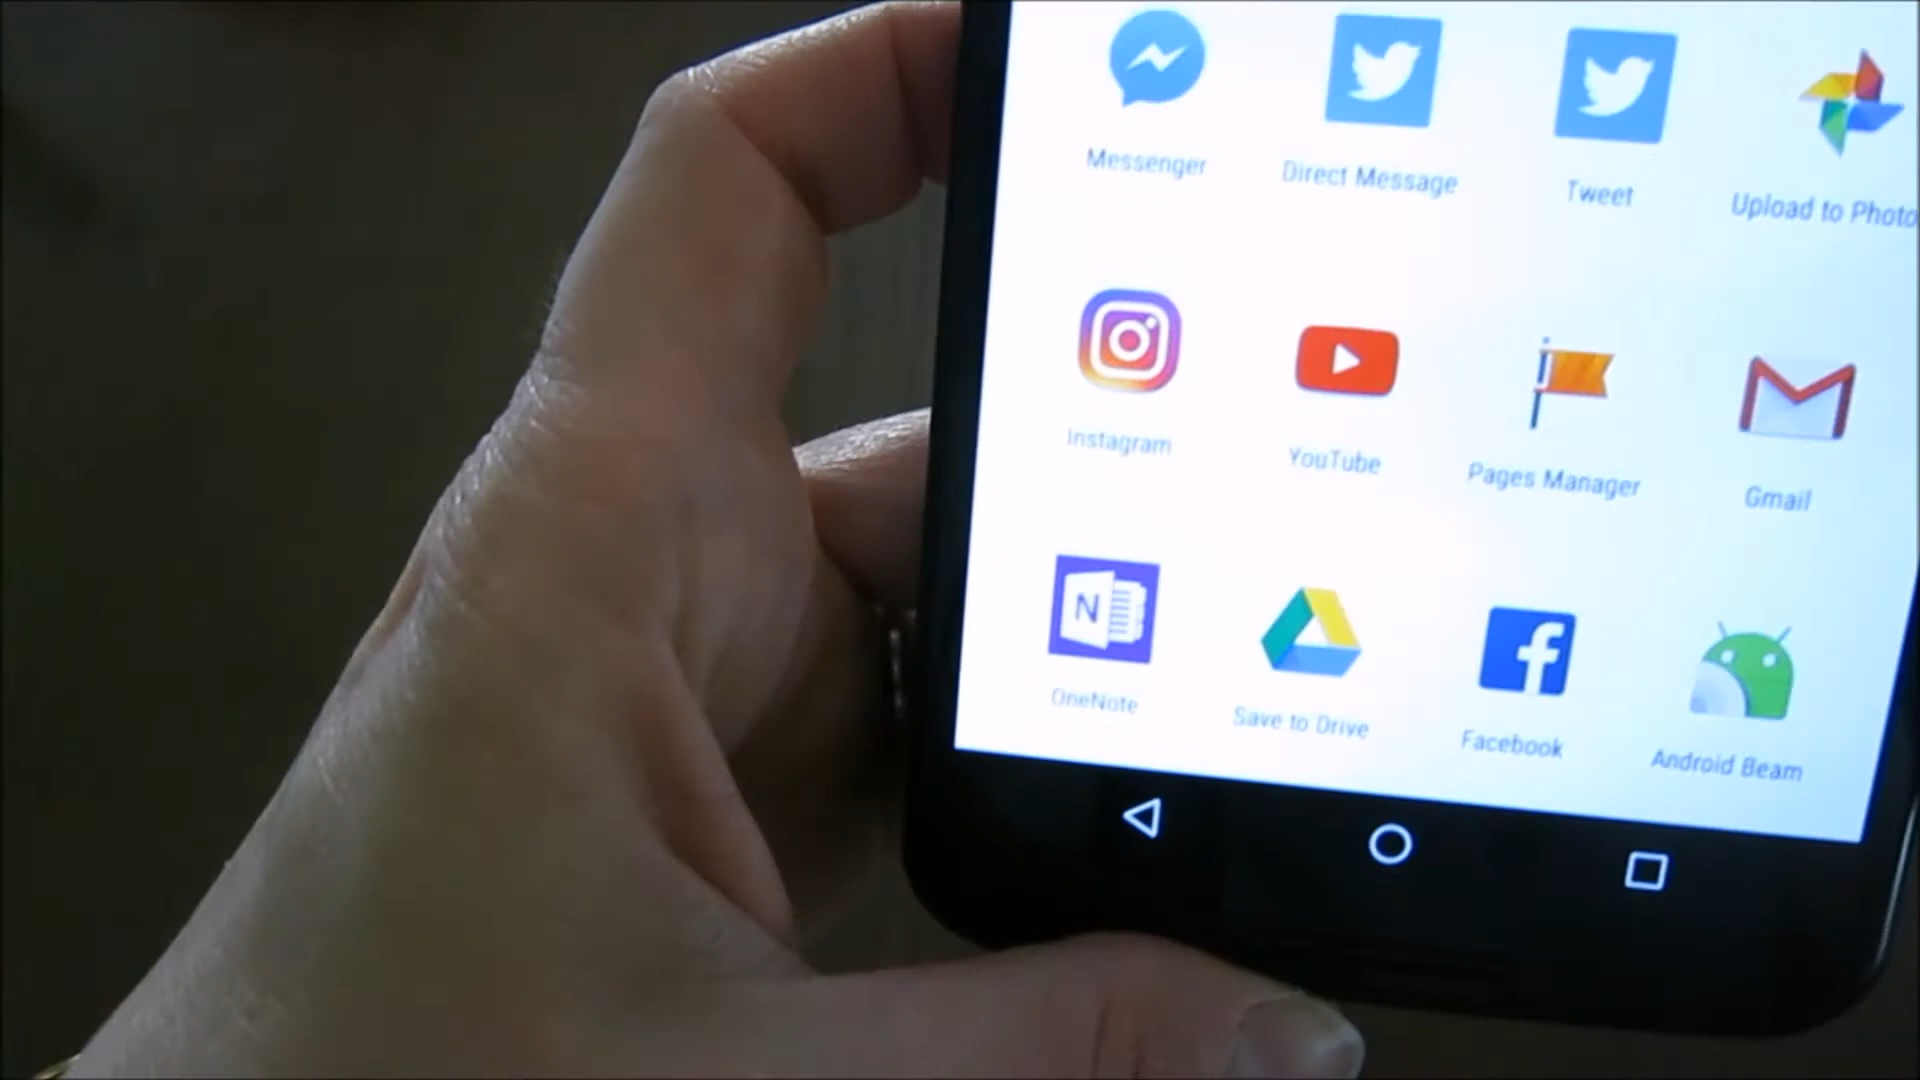 Messenger
Direct Message
Tweet
Upload to Photo
Instagram
YouTube
Pages Manager
Gmail
N
OneNote
Save to Drive
f
Facebook
Android Beam